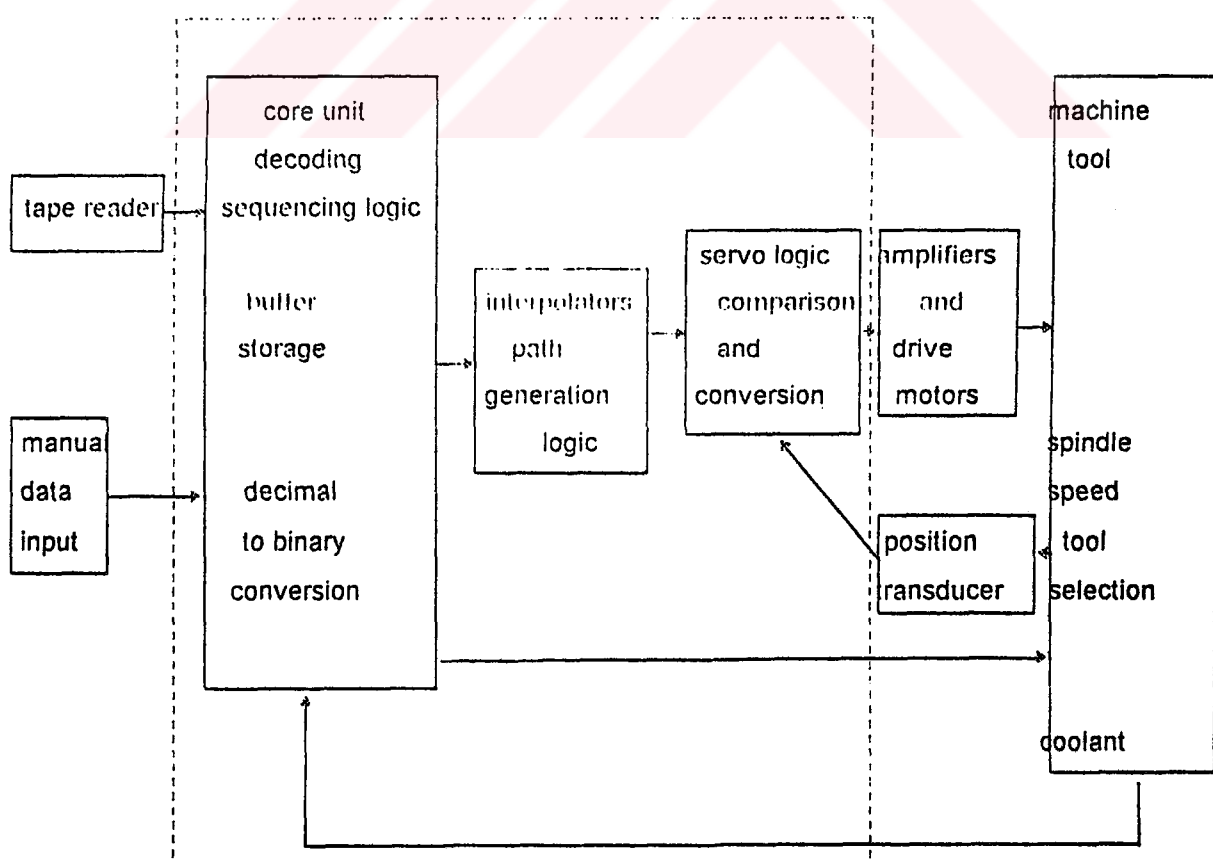 tape reader
manual
data
input
core unit
decoding
sequencing logic
buffer
storage
decimal
to binary
conversion
interpolators
path
generation
logic
servo logic
comparison
and
conversion
amplifiers
and
drive
motors
position
transducer
machine
tool
spindle
speed
tool
selection
coolant